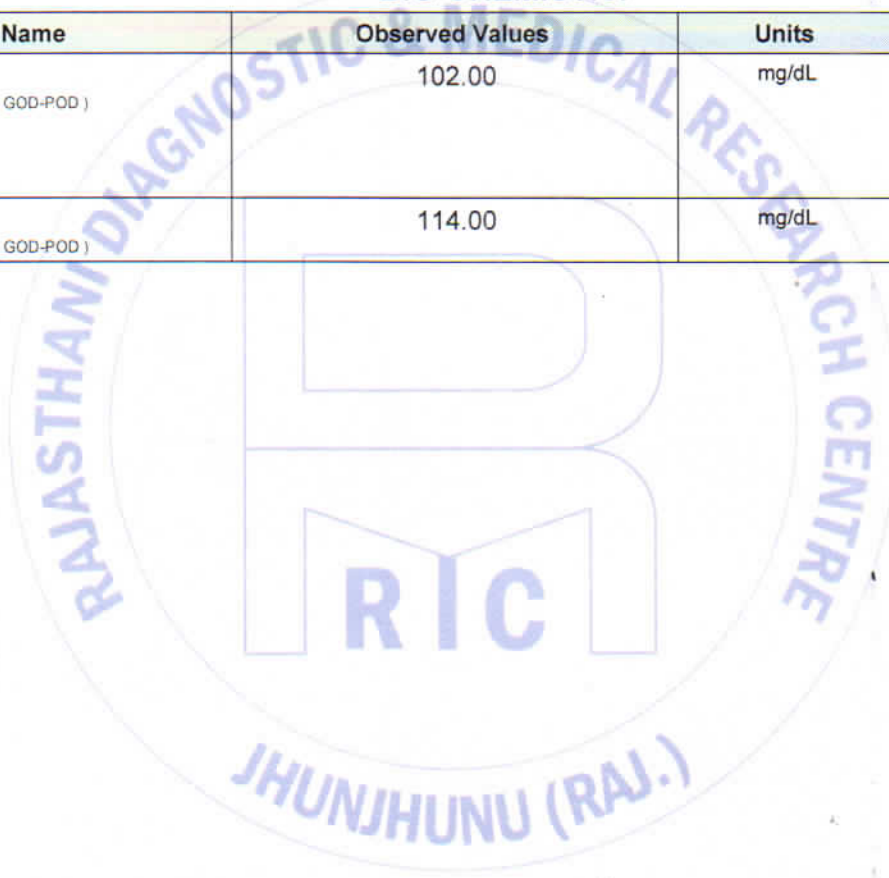 Name Observed Values Units
102.00 mg/dL
GOD-POD )
114.00 mg/dL
GOD-POD )
RAJASTHANI DIAGNOSTIC & MEDICAL RESEARCH CENTRE
RIC
JHUNJHUNU (RAJ.)